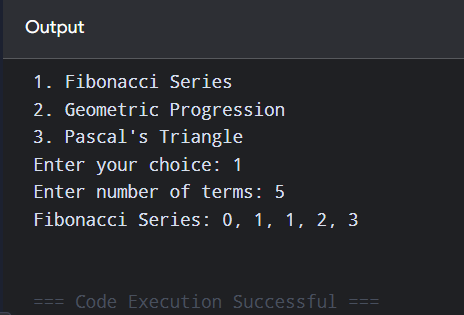 Output
1. Fibonacci Series
2. Geometric Progression
3. Pascal's Triangle
Enter your choice: 1
Enter number of terms: 5
Fibonacci Series: 0, 1, 1, 2, 3
=== Code Execution Successful ===